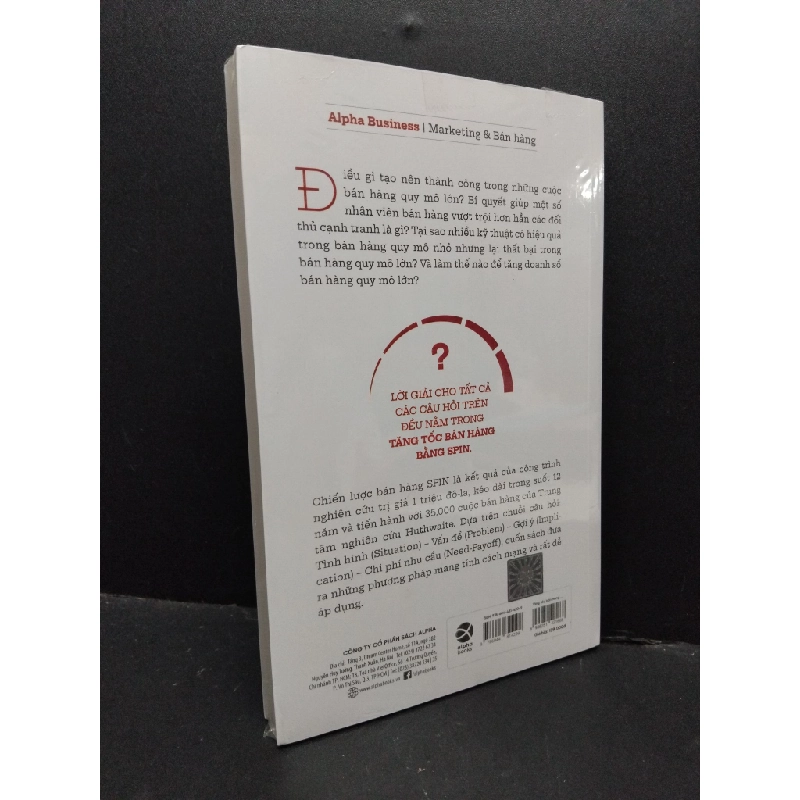 Alpha Business | Marketing & Bán hàng
Điều gì tạo nên thành công trong những cuộc
bán hàng quy mô lớn? Bí quyết giúp một số
nhân viên bán hàng vượt trội hơn hẳn các đối
thủ cạnh tranh là gì? Tại sao nhiều kỹ thuật có hiệu quả
trong bán hàng quy mô nhỏ nhưng lại thất bại trong
bán hàng quy mô lớn? Và làm thế nào để tăng doanh số
bán hàng quy mô lớn?
?
LỜI GIẢI CHO TẤT CẢ
CÁC CÂU HỎI TRÊN
ĐỀU NẰM TRONG
TĂNG TỐC BÁN HÀNG
BẰNG SPIN.
Chiến lược bán hàng SPIN là kết quả của công trình
nghiên cứu trị giá 1 triệu đô-la, kéo dài trong suốt 12
năm và tiến hành với 35.000 cuộc bán hàng của Trung
tâm nghiên cứu Huthwaite. Dựa trên chuỗi câu hỏi
Tình hình (Situation) – Vấn đề (Problem) – Gợi ý (Impli-
cation) – Chi phí nhu cầu (Need-Payoff), cuốn sách đưa
ra những phương pháp mang tính cách mạng và rất dễ
áp dụng.
CÔNG TY CỔ PHẦN SÁCH ALPHA
alpha books